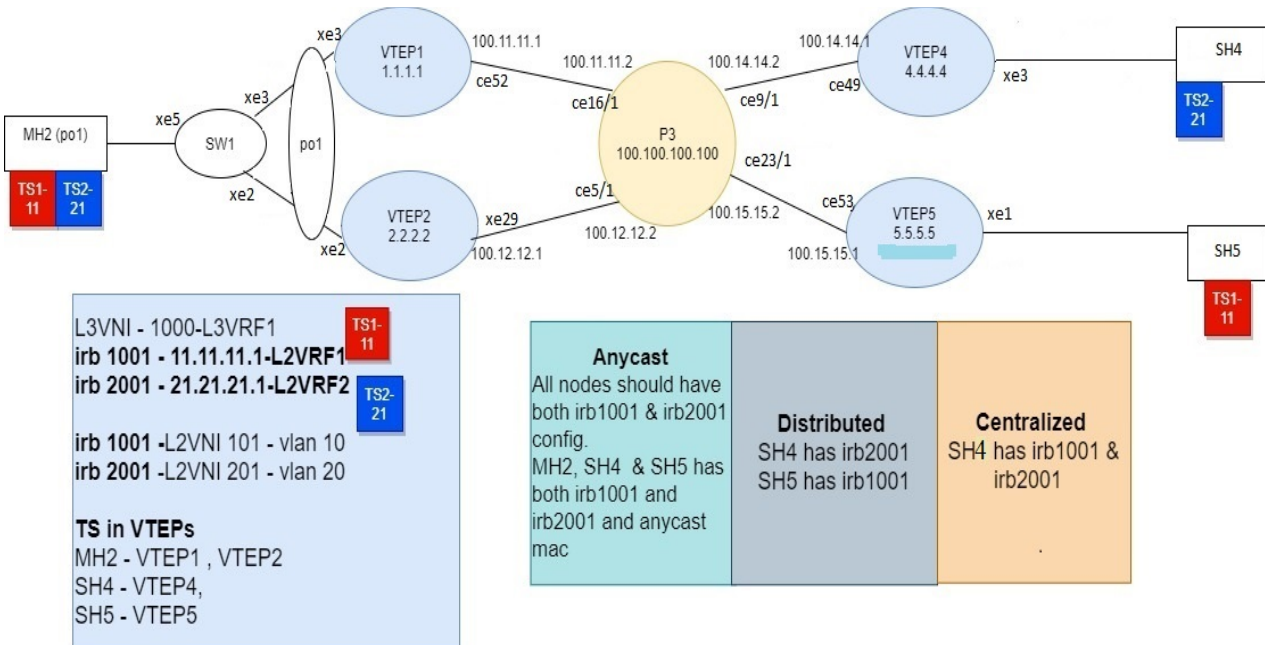 xe3
VTEP1
1.1.1.1
100.11.11.1
ce52
100.11.11.2
ce16/1
100.14.14.1
100.14.14.2
ce9/1
ce49
VTEP4
4.4.4.4
xe3
SH4
TS2-
21
MH2 (po1)
TS1-
11
TS2-
21
xe5
SW1
xe3
xe2
po1
P3
100.100.100.100
xe2
VTEP2
2.2.2.2
xe29
100.12.12.1
ce5/1
100.12.12.2
ce23/1
100.15.15.2
ce53
100.15.15.1
VTEP5
5.5.5.5
xe1
SH5
TS1-
11
L3VNI - 1000-L3VRF1
irb 1001 - 11.11.11.1-L2VRF1
irb 2001 - 21.21.21.1-L2VRF2
TS1-
11
TS2-
21
irb 1001 -L2VNI 101 - vlan 10
irb 2001 -L2VNI 201 - vlan 20
TS in VTEPs
MH2 - VTEP1 , VTEP2
SH4 - VTEP4,
SH5 - VTEP5
Anycast
All nodes should have
both irb1001 & irb2001
config.
MH2, SH4 & SH5 has
both irb1001 and
irb2001 and anycast
mac
Distributed
SH4 has irb2001
SH5 has irb1001
Centralized
SH4 has irb1001 &
irb2001
.